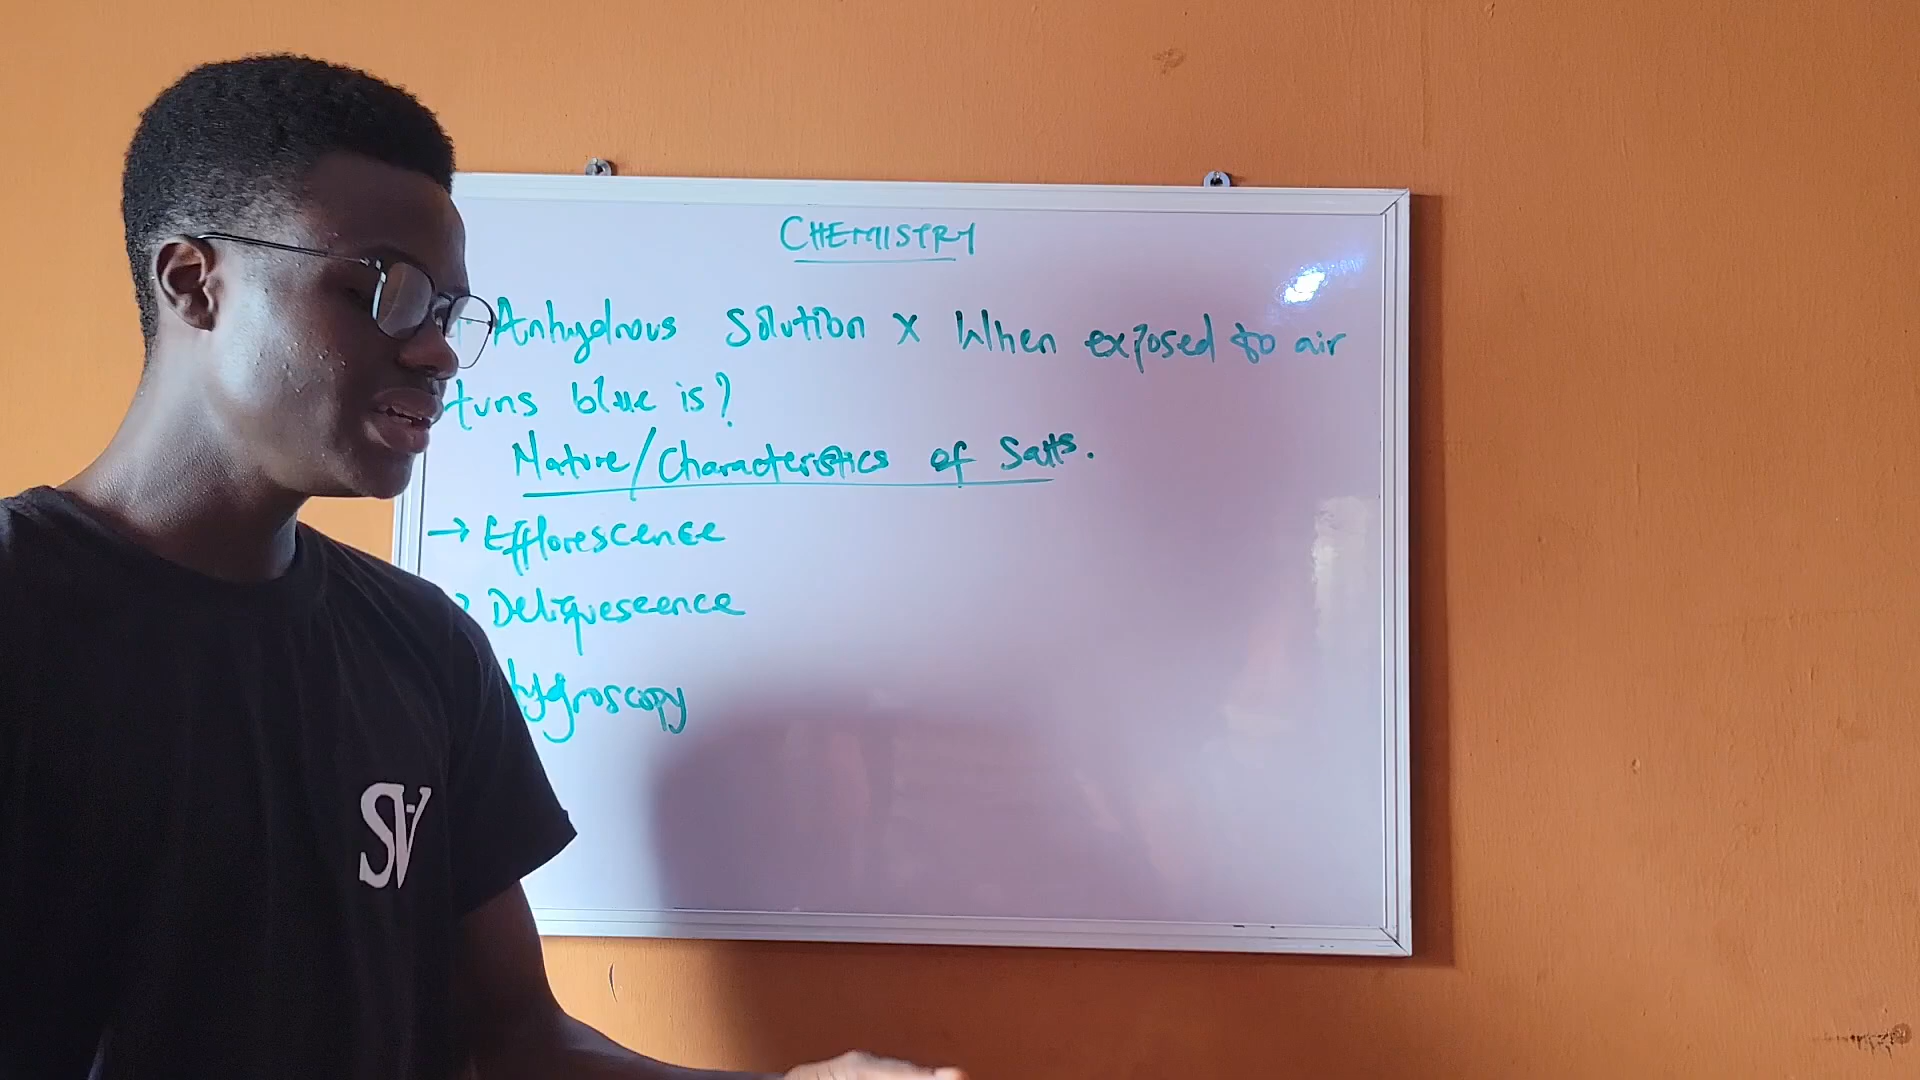 CHEMISTRY
Anhydrous Solution X When exposed to air
turns blue is?
Nature/Characteristics of Salts.
→ Efflorescence
Deliquescence
Hygroscopy
SV